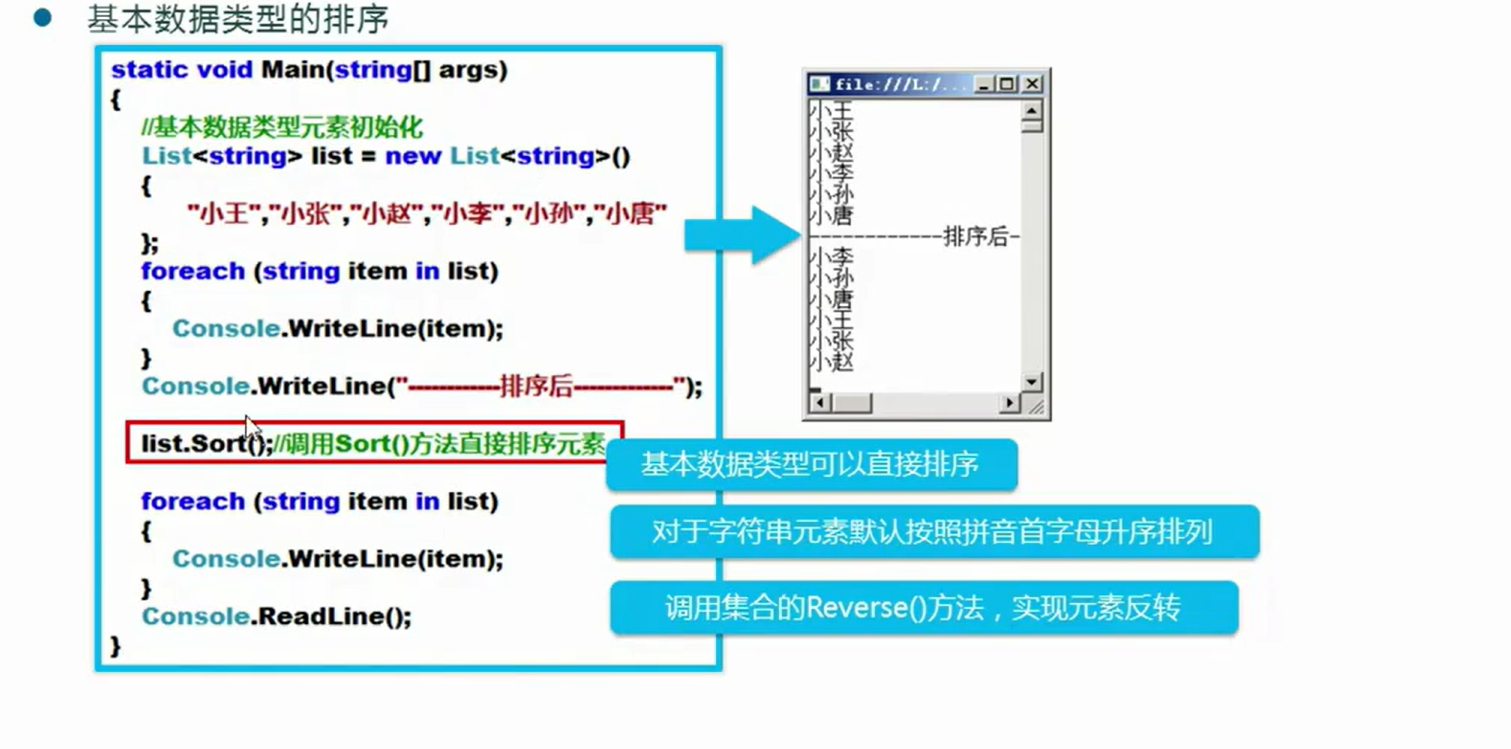 基本数据类型的排序
static void Main(string[] args)
{
//基本数据类型元素初始化
List<string> list = new List<string>()
{
"小王","小张","小赵","小李","小孙","小唐"
};
foreach (string item in list)
{
Console.WriteLine(item);
}
Console.WriteLine("------------排序后-------------");
list.Sort();//调用Sort()方法直接排序元素
foreach (string item in list)
{
Console.WriteLine(item);
}
Console.ReadLine();
}
file:///L:/...
小王
小张
小赵
小李
小孙
小唐
------------排序后-
小李
小孙
小唐
小王
小张
小赵
基本数据类型可以直接排序
对于字符串元素默认按照拼音首字母升序排列
调用集合的Reverse()方法，实现元素反转